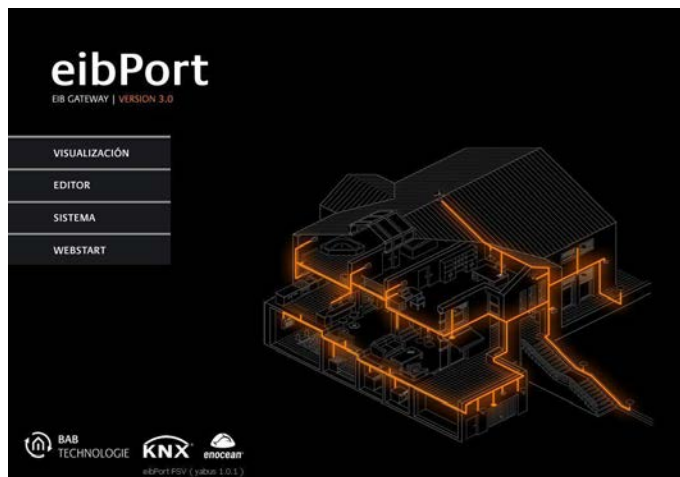 eibPort
EIB GATEWAY | VERSION 3.0
VISUALIZACIÓN
EDITOR
SISTEMA
WEBSTART
BAB
TECHNOLOGIE
KNX
enocean
eibPort FSV ( yabus 1.0.1 )